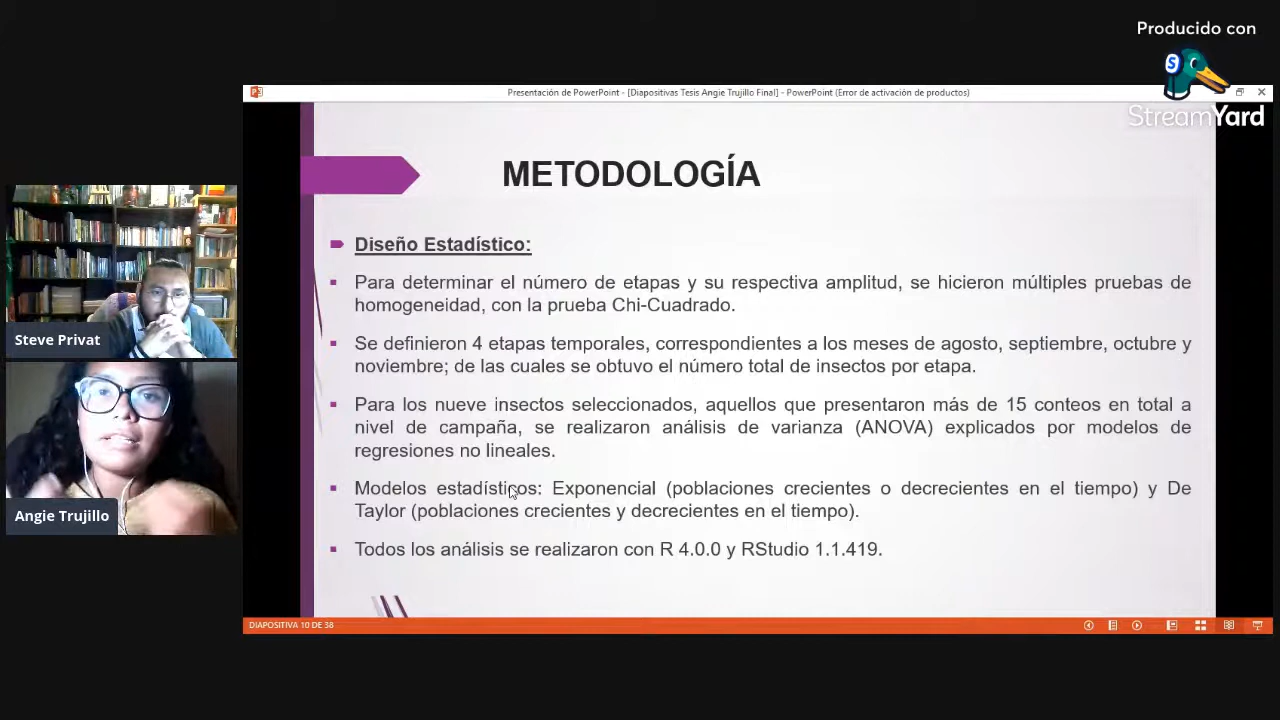 Producido con
S
StreamYard
Presentación de PowerPoint - [Diapositivas Tesis Angie Trujillo Final] - PowerPoint (Error de activación de productos)
METODOLOGÍA
Diseño Estadístico:
Para determinar el número de etapas y su respectiva amplitud, se hicieron múltiples pruebas de
homogeneidad, con la prueba Chi-Cuadrado.
Se definieron 4 etapas temporales, correspondientes a los meses de agosto, septiembre, octubre y
noviembre; de las cuales se obtuvo el número total de insectos por etapa.
Para los nueve insectos seleccionados, aquellos que presentaron más de 15 conteos en total a
nivel de campaña, se realizaron análisis de varianza (ANOVA) explicados por modelos de
regresiones no lineales.
Modelos estadísticos: Exponencial (poblaciones crecientes o decrecientes en el tiempo) y De
Taylor (poblaciones crecientes y decrecientes en el tiempo).
Todos los análisis se realizaron con R 4.0.0 y RStudio 1.1.419.
DIAPOSITIVA 10 DE 38
Steve Privat
Angie Trujillo